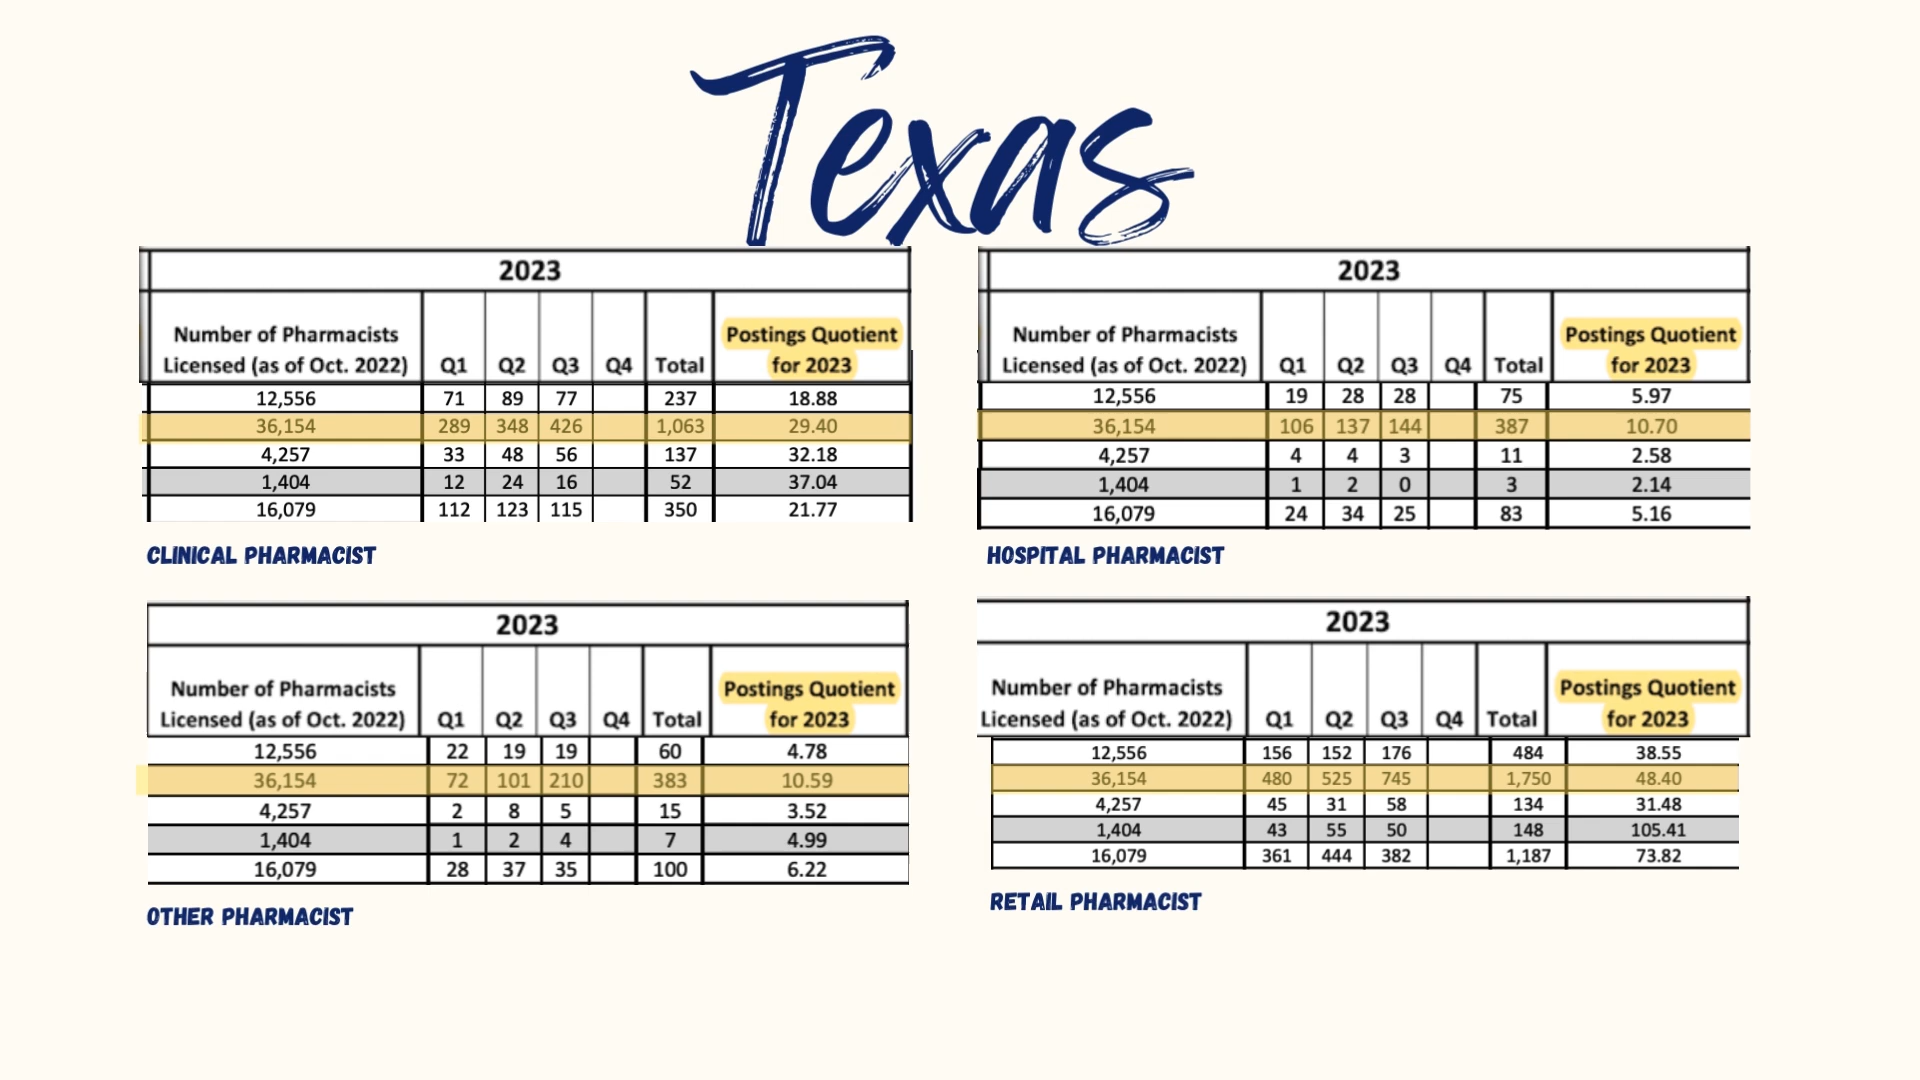 Texas
2023
Number of Pharmacists
Licensed (as of Oct. 2022) Q1 Q2 Q3 Q4 Total Postings Quotient
for 2023
12,556 71 89 77 237 18.88
36,154 289 348 426 1,063 29.40
4,257 33 48 56 137 32.18
1,404 12 24 16 52 37.04
16,079 112 123 115 350 21.77
CLINICAL PHARMACIST
2023
Number of Pharmacists
Licensed (as of Oct. 2022) Q1 Q2 Q3 Q4 Total Postings Quotient
for 2023
12,556 19 28 28 75 5.97
36,154 106 137 144 387 10.70
4,257 4 4 3 11 2.58
1,404 1 2 0 3 2.14
16,079 24 34 25 83 5.16
HOSPITAL PHARMACIST
2023
Number of Pharmacists
Licensed (as of Oct. 2022) Q1 Q2 Q3 Q4 Total Postings Quotient
for 2023
12,556 22 19 19 60 4.78
36,154 72 101 210 383 10.59
4,257 2 8 5 15 3.52
1,404 1 2 4 7 4.99
16,079 28 37 35 100 6.22
OTHER PHARMACIST
2023
Number of Pharmacists
Licensed (as of Oct. 2022) Q1 Q2 Q3 Q4 Total Postings Quotient
for 2023
12,556 156 152 176 484 38.55
36,154 480 525 745 1,750 48.40
4,257 45 31 58 134 31.48
1,404 43 55 50 148 105.41
16,079 361 444 382 1,187 73.82
RETAIL PHARMACIST